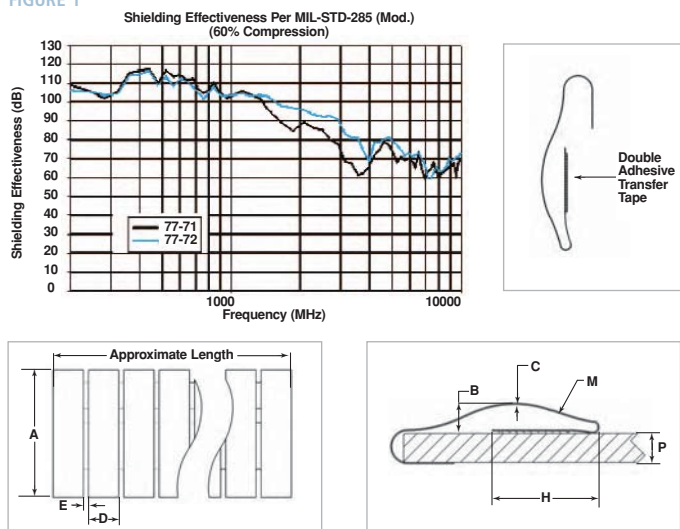 FIGURE 1
Shielding Effectiveness Per MIL-STD-285 (Mod.)
(60% Compression)
Shielding Effectiveness (dB)
130
120
110
100
90
80
70
60
50
40
30
20
10
0
77-71
77-72
1000
10000
Frequency (MHz)
Double
Adhesive
Transfer
Tape
Approximate Length
A
E
D
B
C
M
P
H